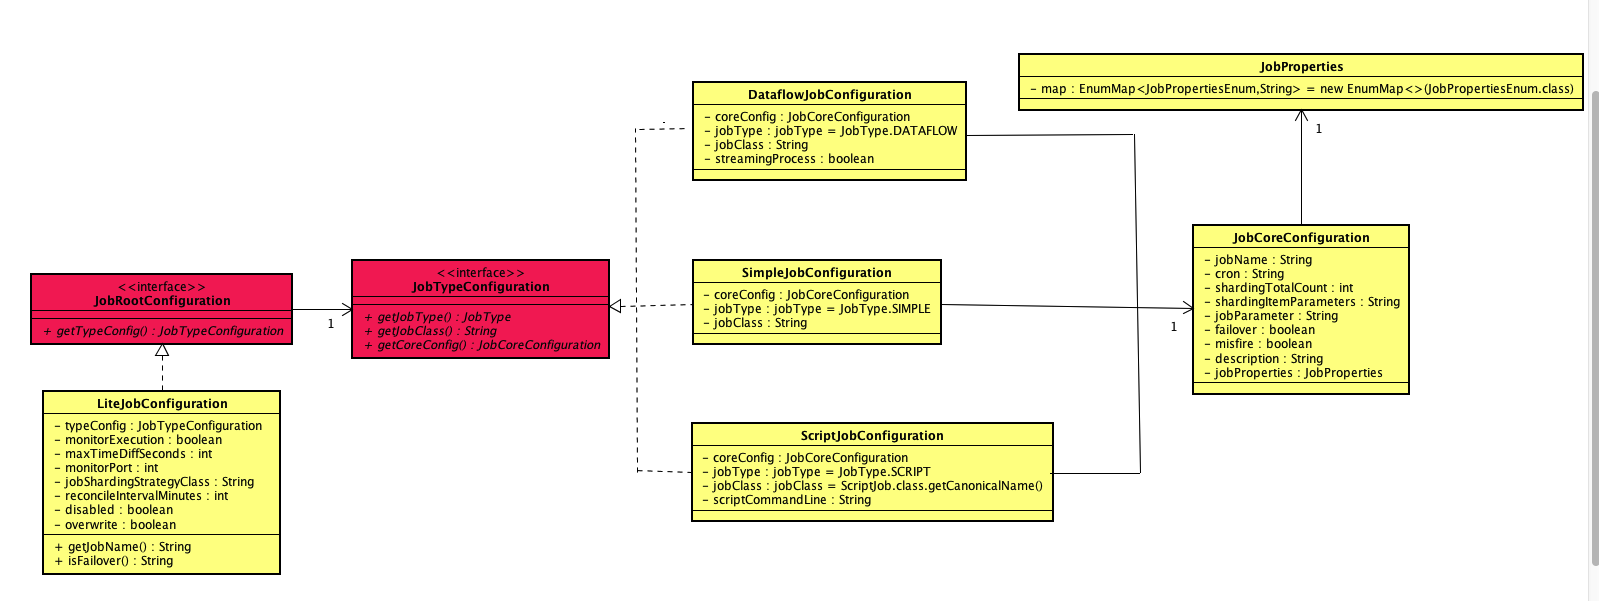 JobProperties
- map : EnumMap<JobPropertiesEnum,String> = new EnumMap<>(JobPropertiesEnum.class)
1
DataflowJobConfiguration
- coreConfig : JobCoreConfiguration
- jobType : jobType = JobType.DATAFLOW
- jobClass : String
- streamingProcess : boolean
JobCoreConfiguration
- jobName : String
- cron : String
- shardingTotalCount : int
- shardingItemParameters : String
- jobParameter : String
- failover : boolean
- misfire : boolean
- description : String
- jobProperties : JobProperties
1
SimpleJobConfiguration
- coreConfig : JobCoreConfiguration
- jobType : jobType = JobType.SIMPLE
- jobClass : String
<<interface>>
JobTypeConfiguration
+ getJobType() : JobType
+ getJobClass() : String
+ getCoreConfig() : JobCoreConfiguration
<<interface>>
JobRootConfiguration
+ getTypeConfig() : JobTypeConfiguration
1
LiteJobConfiguration
- typeConfig : JobTypeConfiguration
- monitorExecution : boolean
- maxTimeDiffSeconds : int
- monitorPort : int
- jobShardingStrategyClass : String
- reconcileIntervalMinutes : int
- disabled : boolean
- overwrite : boolean
+ getJobName() : String
+ isFailover() : String
ScriptJobConfiguration
- coreConfig : JobCoreConfiguration
- jobType : jobType = JobType.SCRIPT
- jobClass : jobClass = ScriptJob.class.getCanonicalName()
- scriptCommandLine : String